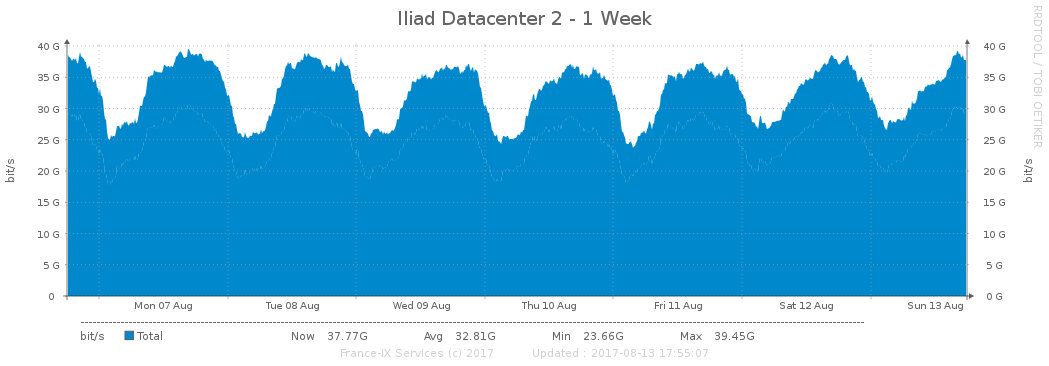 Iliad Datacenter 2 - 1 Week
RRDTOOL / TOBI OETIKER
40 G 40 G
35 G 35 G
30 G 30 G
25 G 25 G
20 G 20 G
15 G 15 G
10 G 10 G
5 G 5 G
0 0 G
bit/s bit/s
Mon 07 Aug Tue 08 Aug Wed 09 Aug Thu 10 Aug Fri 11 Aug Sat 12 Aug Sun 13 Aug
bit/s Total Now 37.77G Avg 32.81G Min 23.66G Max 39.45G
France-IX Services (c) 2017 Updated : 2017-08-13 17:55:07